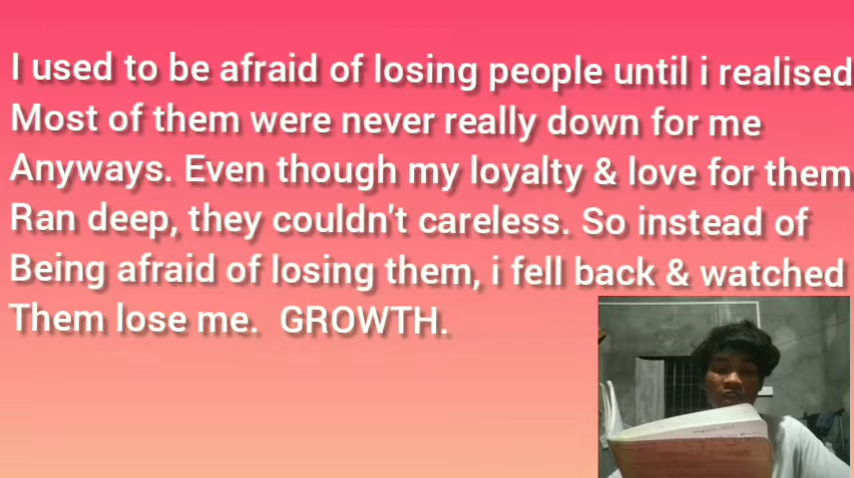 I used to be afraid of losing people until i realised
Most of them were never really down for me
Anyways. Even though my loyalty & love for them
Ran deep, they couldn't careless. So instead of
Being afraid of losing them, i fell back & watched
Them lose me. GROWTH.